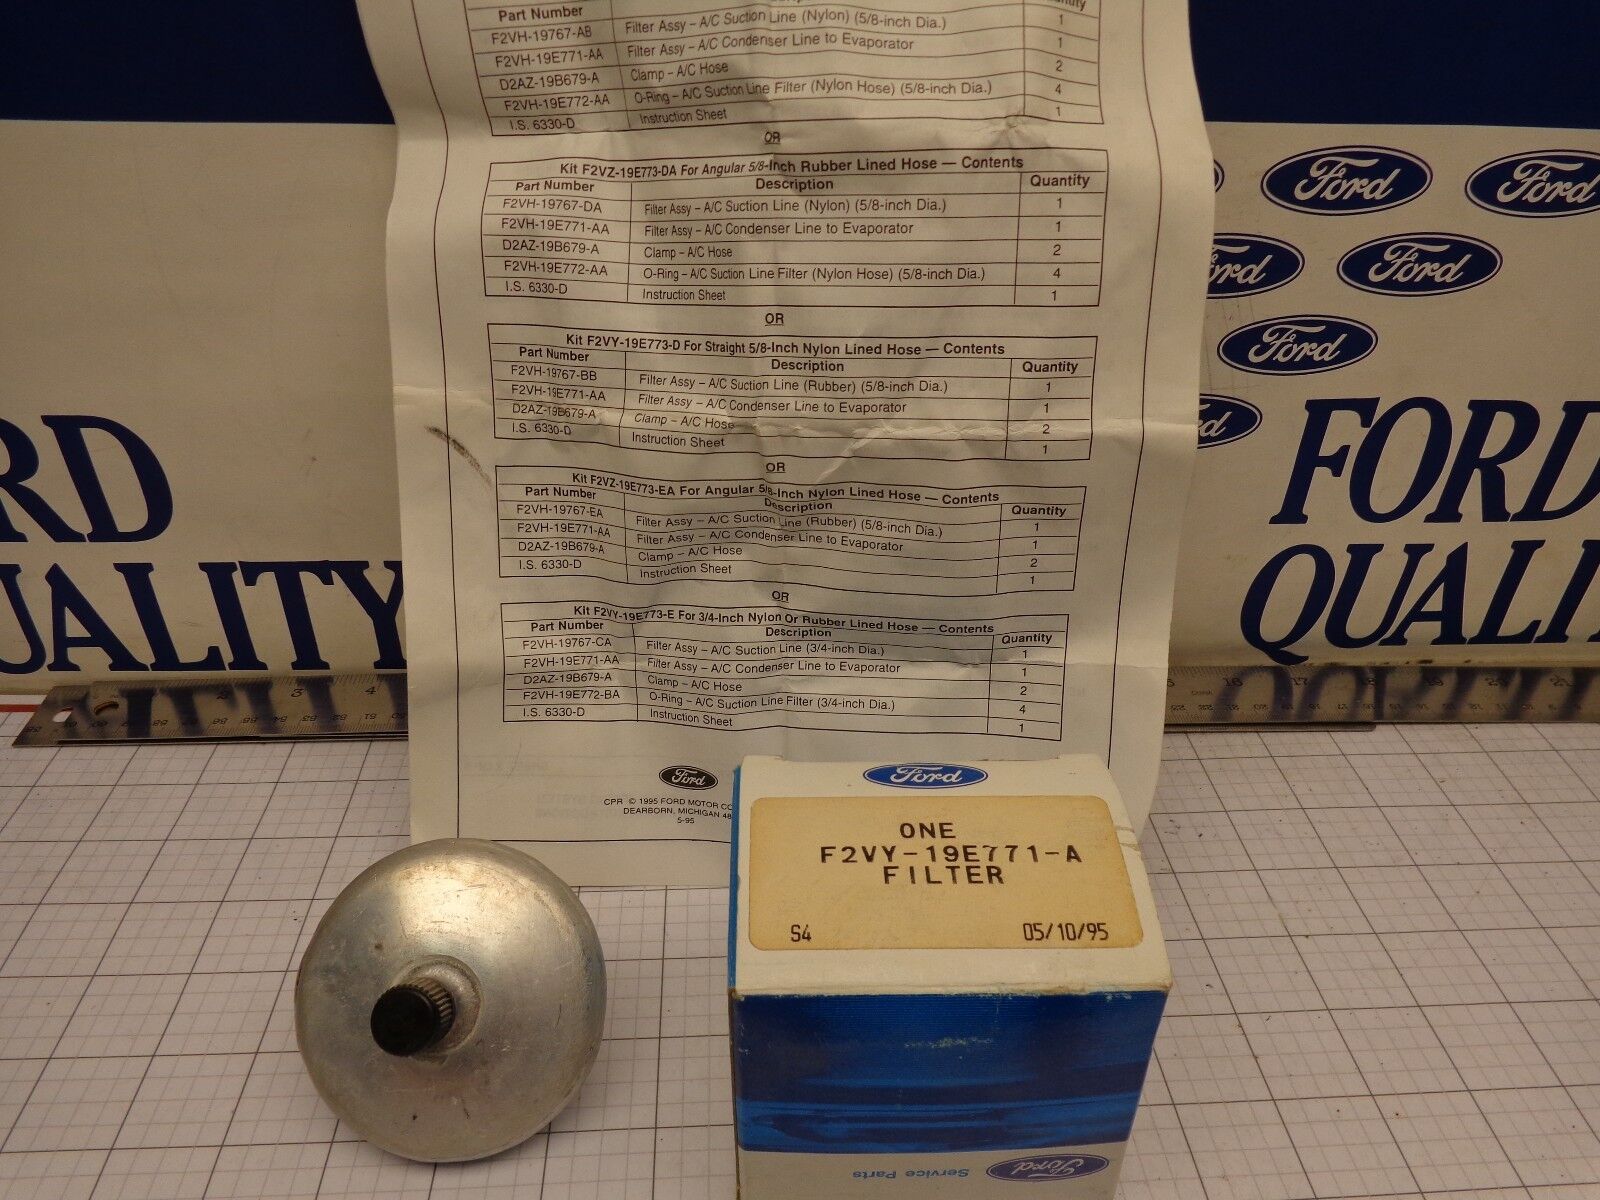 Part Number
F2VH-19767-AB Filter Assy – A/C Suction Line (Nylon) (5/8-inch Dia.) 1
F2VH-19E771-AA Filter Assy – A/C Condenser Line to Evaporator 1
D2AZ-19B679-A Clamp – A/C Hose 2
F2VH-19E772-AA O-Ring – A/C Suction Line Filter (Nylon Hose) (5/8-inch Dia.) 4
I.S. 6330-D Instruction Sheet 1
OR
Kit F2VZ-19E773-DA For Angular 5/8-Inch Rubber Lined Hose — Contents
Part Number Description Quantity
F2VH-19767-DA Filter Assy – A/C Suction Line (Nylon) (5/8-inch Dia.) 1
F2VH-19E771-AA Filter Assy – A/C Condenser Line to Evaporator 1
D2AZ-19B679-A Clamp – A/C Hose 2
F2VH-19E772-AA O-Ring – A/C Suction Line Filter (Nylon Hose) (5/8-inch Dia.) 4
I.S. 6330-D Instruction Sheet 1
OR
Kit F2VY-19E773-D For Straight 5/8-Inch Nylon Lined Hose — Contents
Part Number Description Quantity
F2VH-19767-BB Filter Assy – A/C Suction Line (Rubber) (5/8-inch Dia.) 1
F2VH-19E771-AA Filter Assy – A/C Condenser Line to Evaporator 1
D2AZ-19B679-A Clamp – A/C Hose 2
I.S. 6330-D Instruction Sheet 1
OR
Kit F2VZ-19E773-EA For Angular 5/8-Inch Nylon Lined Hose — Contents
Part Number Description Quantity
F2VH-19767-EA Filter Assy – A/C Suction Line (Rubber) (5/8-inch Dia.) 1
F2VH-19E771-AA Filter Assy – A/C Condenser Line to Evaporator 1
D2AZ-19B679-A Clamp – A/C Hose 2
I.S. 6330-D Instruction Sheet 1
OR
Kit F2VY-19E773-E For 3/4-Inch Nylon Or Rubber Lined Hose — Contents
Part Number Description Quantity
F2VH-19767-CA Filter Assy – A/C Suction Line (3/4-inch Dia.) 1
F2VH-19E771-AA Filter Assy – A/C Condenser Line to Evaporator 1
D2AZ-19B679-A Clamp – A/C Hose 2
F2VH-19E772-BA O-Ring – A/C Suction Line Filter (3/4-inch Dia.) 4
I.S. 6330-D Instruction Sheet 1
Ford
CPR © 1995 FORD MOTOR CO
DEARBORN, MICHIGAN 48
5-95
Ford
ONE
F2VY-19E771-A
FILTER
S4 05/10/95
Ford Service Parts
Ford Ford
Ford Ford
Ford
FORD
QUALITY
RD
UALITY
2 3 4
16 17